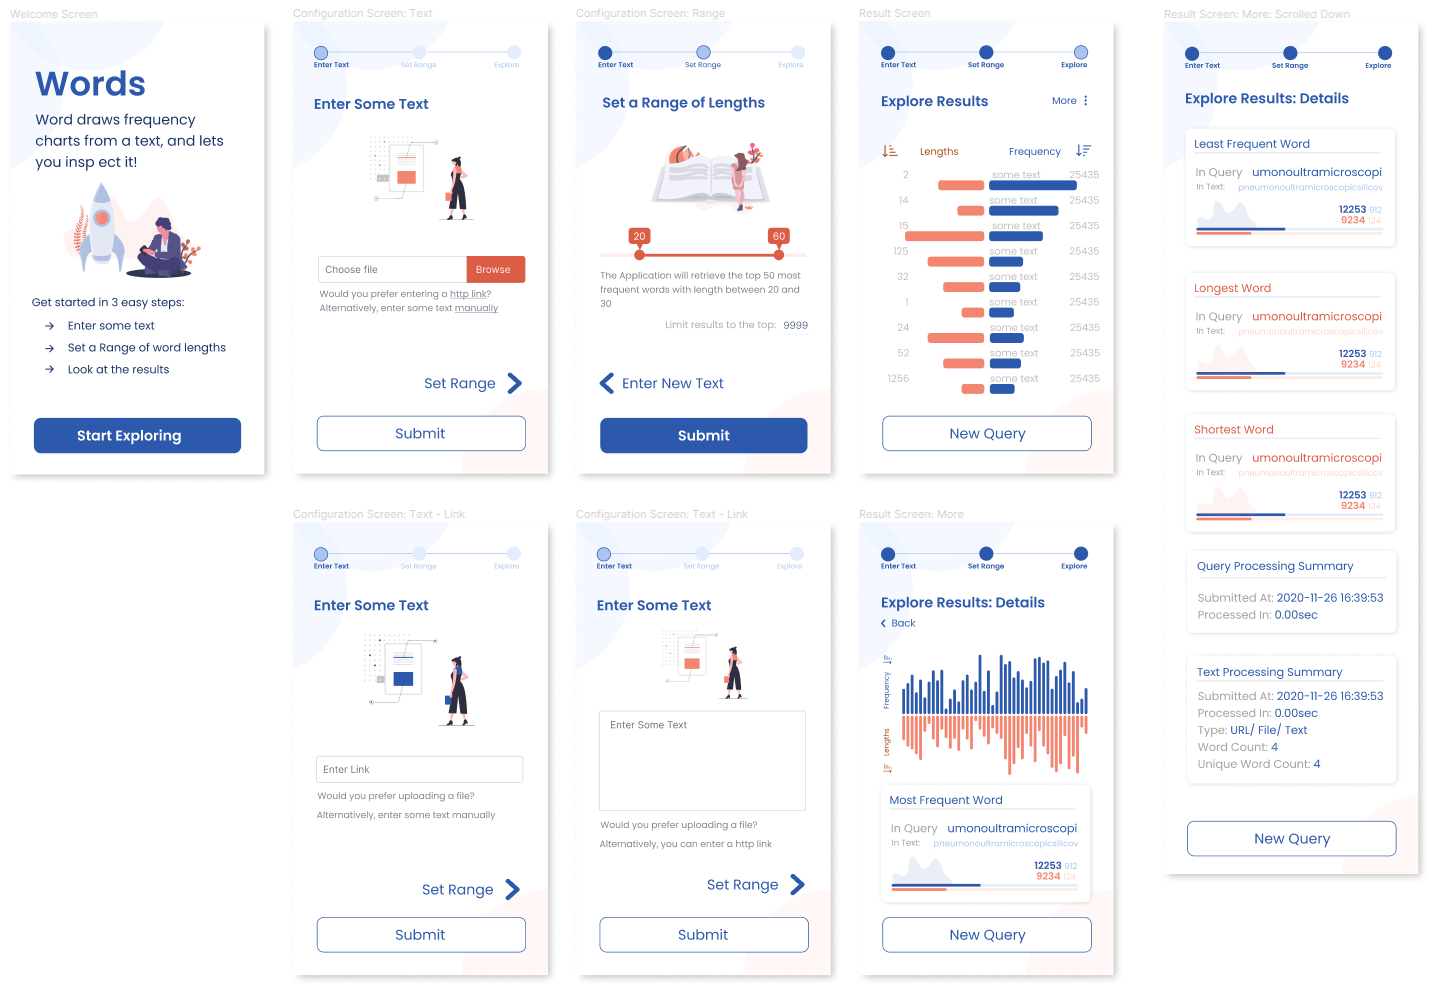 Welcome Screen
Words
Word draws frequency
charts from a text, and lets
you insp ect it!
Get started in 3 easy steps:
→ Enter some text
→ Set a Range of word lengths
→ Look at the results
Start Exploring
Configuration Screen: Text
Enter Text Set Range Explore
Enter Some Text
Choose file Browse
Would you prefer entering a http link?
Alternatively, enter some text manually
Set Range
Submit
Configuration Screen: Range
Enter Text Set Range Explore
Set a Range of Lengths
20 60
The Application will retrieve the top 50 most
frequent words with length between 20 and
30
Limit results to the top: 9999
Enter New Text
Submit
Result Screen
Enter Text Set Range Explore
Explore Results More
Lengths Frequency
2 some text 25435
14 some text 25435
15 some text 25435
125 some text 25435
32 some text 25435
1 some text 25435
24 some text 25435
52 some text 25435
1256 some text 25435
New Query
Configuration Screen: Text - Link
Enter Text Set Range Explore
Enter Some Text
Enter Link
Would you prefer uploading a file?
Alternatively, enter some text manually
Set Range
Submit
Configuration Screen: Text - Link
Enter Text Set Range Explore
Enter Some Text
Enter Some Text
Would you prefer uploading a file?
Alternatively, you can enter a http link
Set Range
Submit
Result Screen: More
Enter Text Set Range Explore
Explore Results: Details
Back
Frequency
Lengths
Most Frequent Word
In Query umonoultramicroscopi
In Text: pneumonoultramicroscopicsilicov
12253 912
9234 124
New Query
Result Screen: More: Scrolled Down
Enter Text Set Range Explore
Explore Results: Details
Least Frequent Word
In Query umonoultramicroscopi
In Text: pneumonoultramicroscopicsilicov
12253 912
9234 124
Longest Word
In Query umonoultramicroscopi
In Text: pneumonoultramicroscopicsilicov
12253 912
9234 124
Shortest Word
In Query umonoultramicroscopi
In Text: pneumonoultramicroscopicsilicov
12253 912
9234 124
Query Processing Summary
Submitted At: 2020-11-26 16:39:53
Processed In: 0.00sec
Text Processing Summary
Submitted At: 2020-11-26 16:39:53
Processed In: 0.00sec
Type: URL/ File/ Text
Word Count: 4
Unique Word Count: 4
New Query